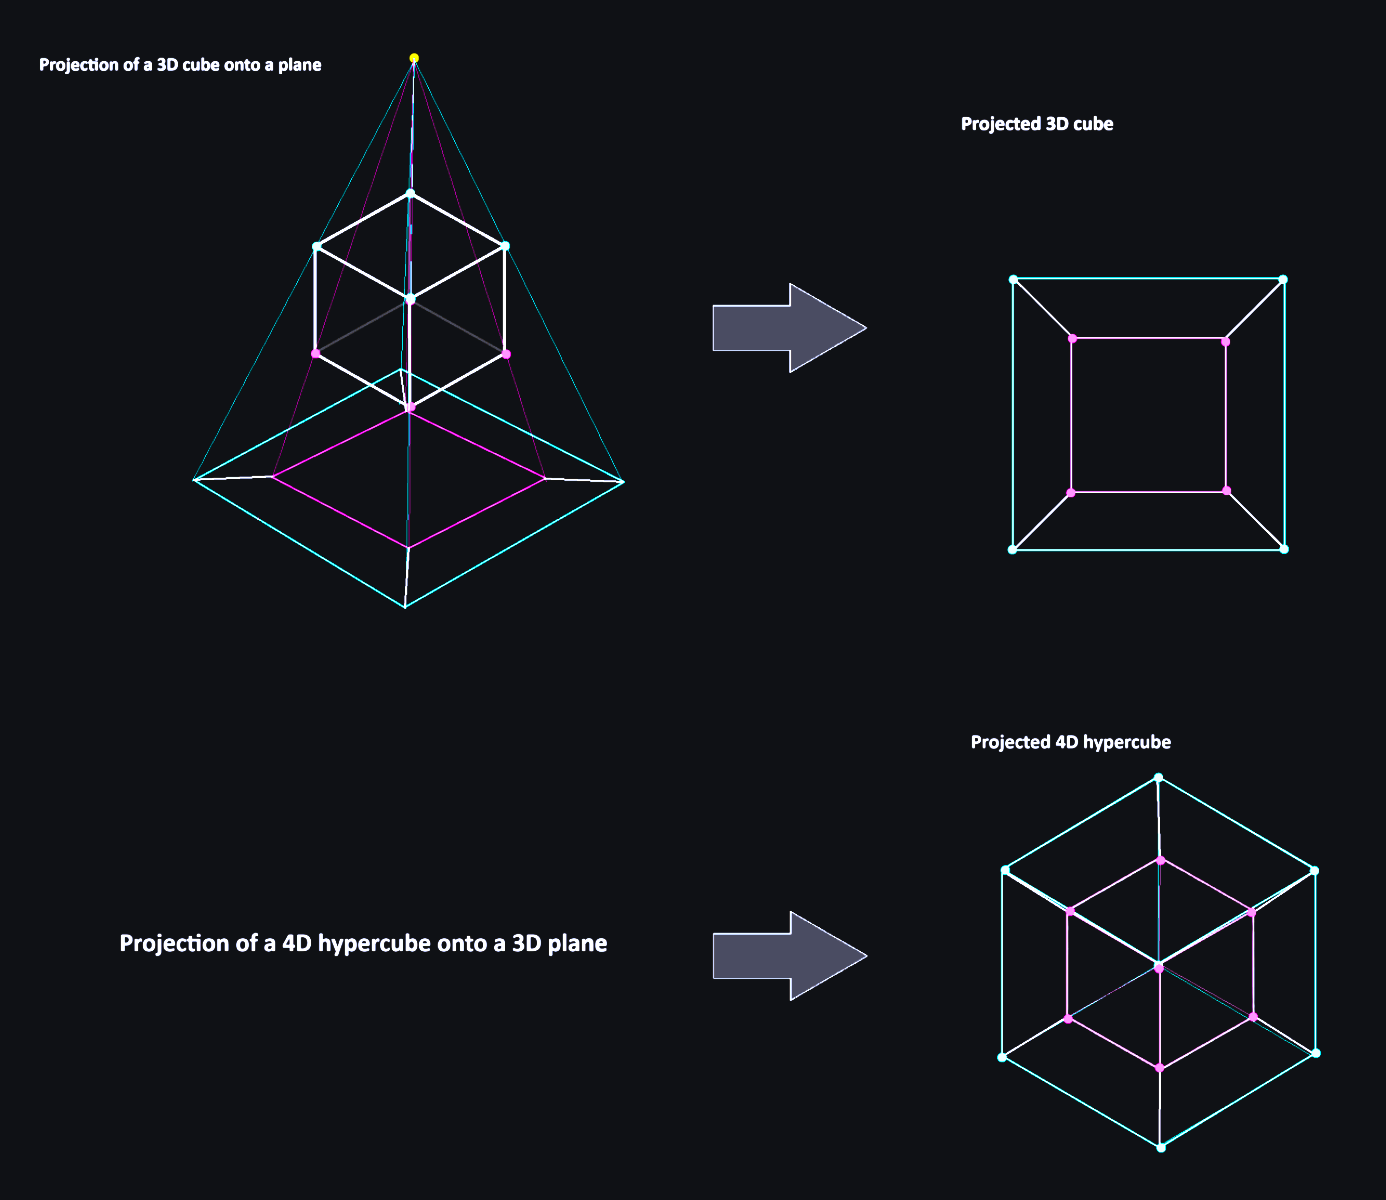 Projection of a 3D cube onto a plane
Projected 3D cube
Projected 4D hypercube
Projection of a 4D hypercube onto a 3D plane